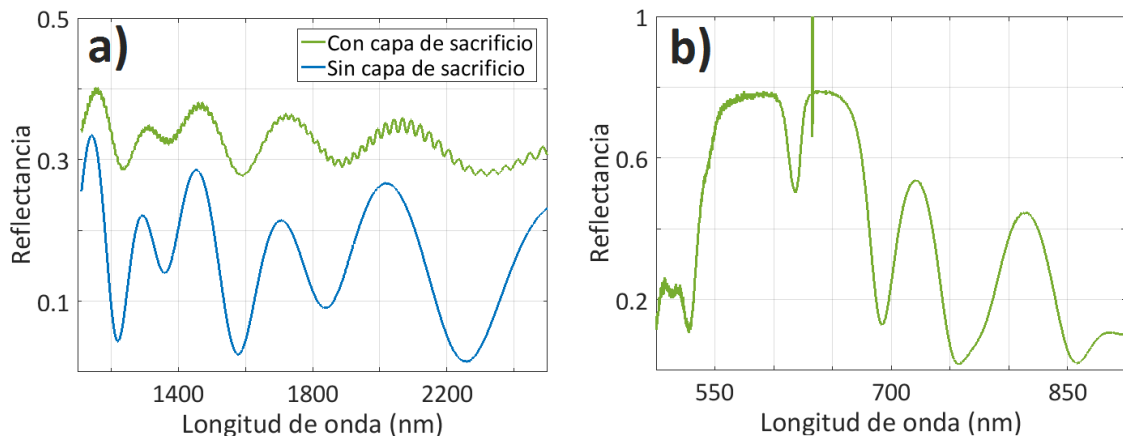 a)
Con capa de sacrificio
Sin capa de sacrificio
0.5
0.3
0.1
Reflectancia
1400
1800
2200
Longitud de onda (nm)
b)
1
0.6
0.2
Reflectancia
550
700
850
Longitud de onda (nm)